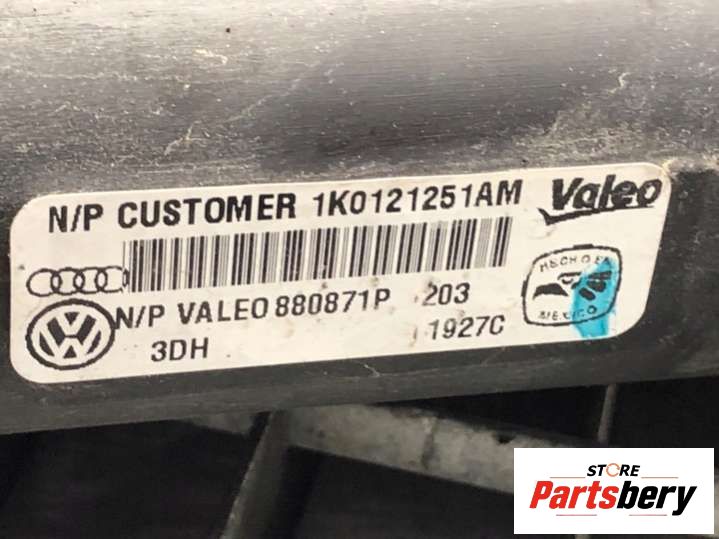 N/P CUSTOMER 1K0121251AM
Valeo
HECHO EN
MEXICO
N/P VALEO 880871P 203
3DH 1927C
STORE
Partsbery